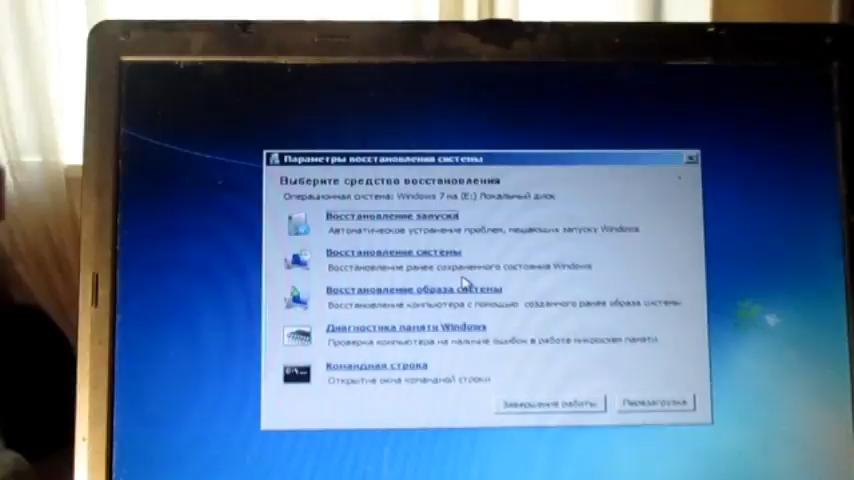 Параметры восстановления системы
Выберите средство восстановления
Операционная система: Windows 7 на (E:) Локальный диск
Восстановление запуска
Автоматическое устранение проблем, мешающих запуску Windows
Восстановление системы
Восстановление ранее сохраненного состояния Windows
Восстановление образа системы
Восстановление компьютера с помощью созданного ранее образа системы
Диагностика памяти Windows
Проверка компьютера на наличие ошибок в работе микросхем памяти
Командная строка
Открытие окна командной строки
Завершение работы
Перезагрузка